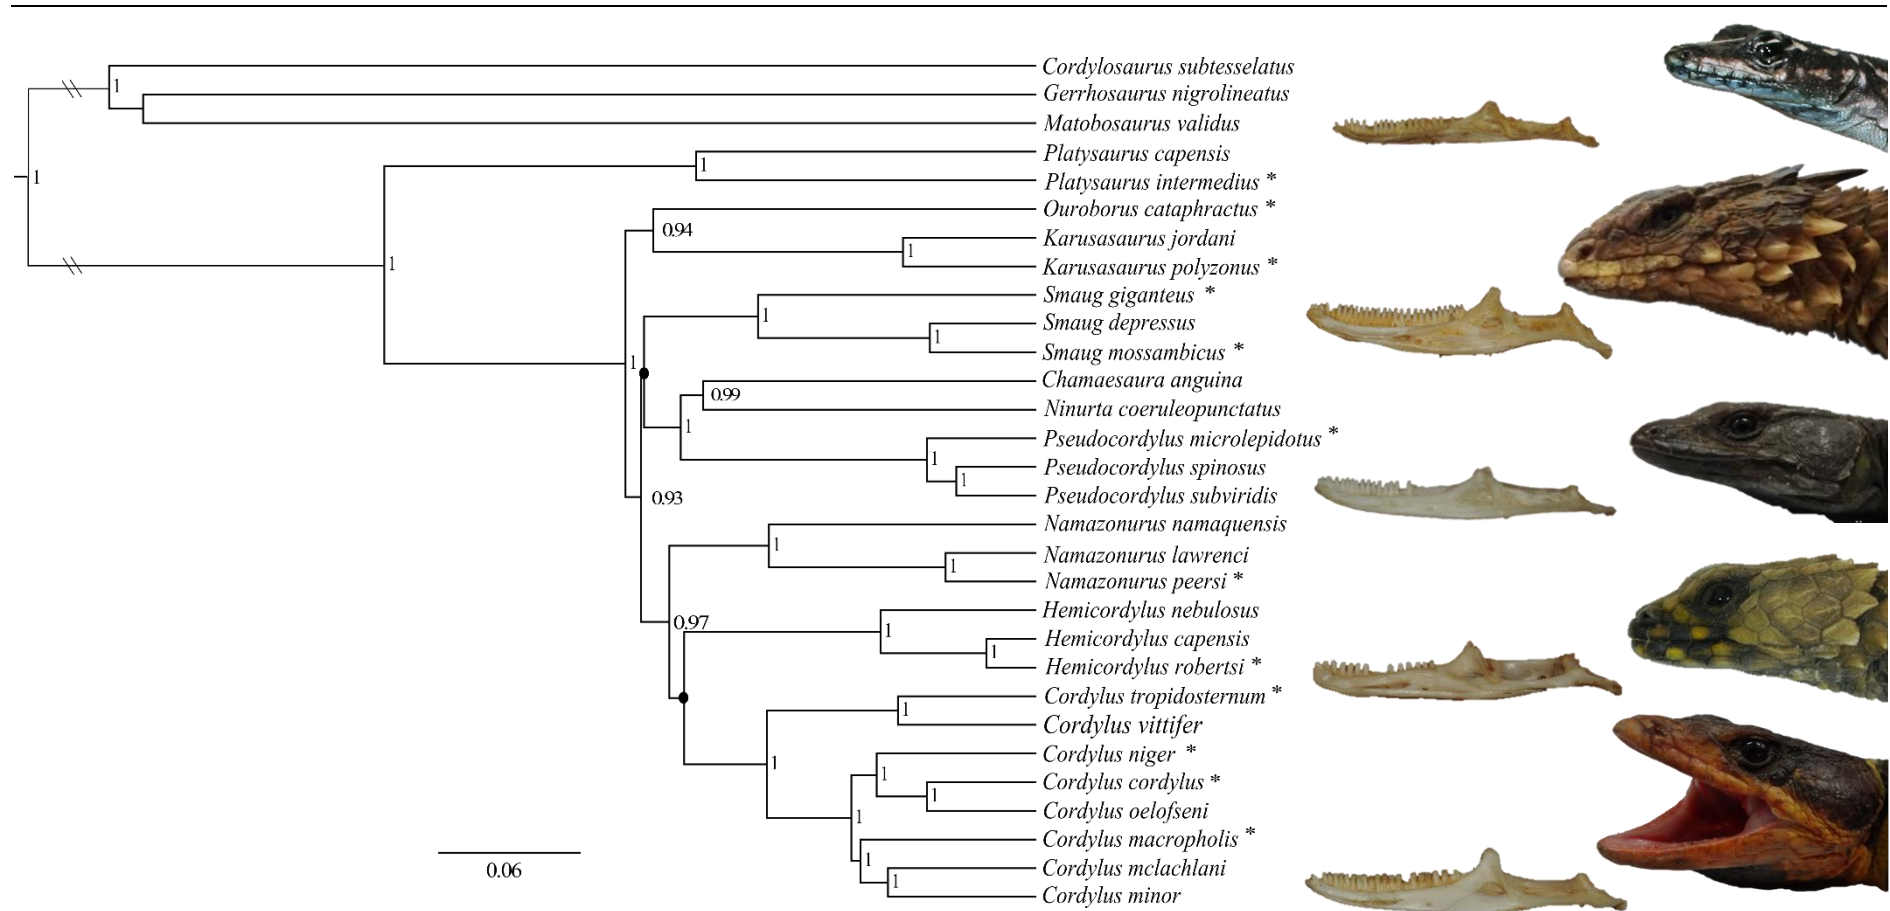 Cordylosaurus subtesselatus
1
Gerrhosaurus nigrolineatus
Matobosaurus validus
Platysaurus capensis
1
1
Platysaurus intermedius *
Ouroborus cataphractus *
0.94
Karusasaurus jordani
1
1
Karusasaurus polyzonus *
Smaug giganteus *
1
Smaug depressus
1
Smaug mossambicus *
1
Chamaesaura anguina
0.99
Ninurta coeruleopunctatus
1
Pseudocordylus microlepidotus *
1
Pseudocordylus spinosus
1
Pseudocordylus subviridis
0.93
Namazonurus namaquensis
1
Namazonurus lawrenci
1
Namazonurus peersi *
Hemicordylus nebulosus
0.97
1
Hemicordylus capensis
1
Hemicordylus robertsi *
Cordylus tropidosternum *
1
Cordylus vittifer
Cordylus niger *
1
1
Cordylus cordylus *
1
Cordylus oelofseni
1
Cordylus macropholis *
1
Cordylus mclachlani
0.06
1
Cordylus minor